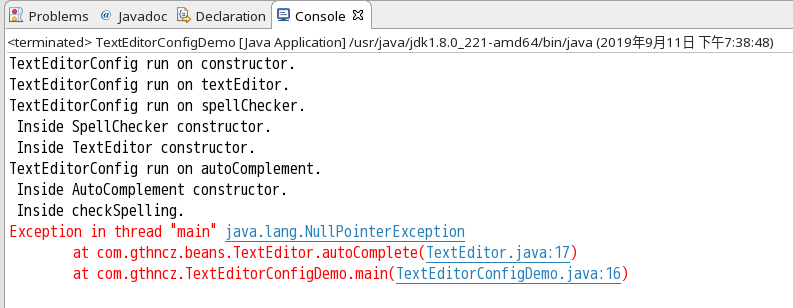 Problems @ Javadoc Declaration Console
<terminated> TextEditorConfigDemo [Java Application] /usr/java/jdk1.8.0_221-amd64/bin/java (2019年9月11日 下午7:38:48)
TextEditorConfig run on constructor.
TextEditorConfig run on textEditor.
TextEditorConfig run on spellChecker.
Inside SpellChecker constructor.
Inside TextEditor constructor.
TextEditorConfig run on autoComplement.
Inside AutoComplement constructor.
Inside checkSpelling.
Exception in thread "main" java.lang.NullPointerException
at com.gthncz.beans.TextEditor.autoComplete(TextEditor.java:17)
at com.gthncz.TextEditorConfigDemo.main(TextEditorConfigDemo.java:16)